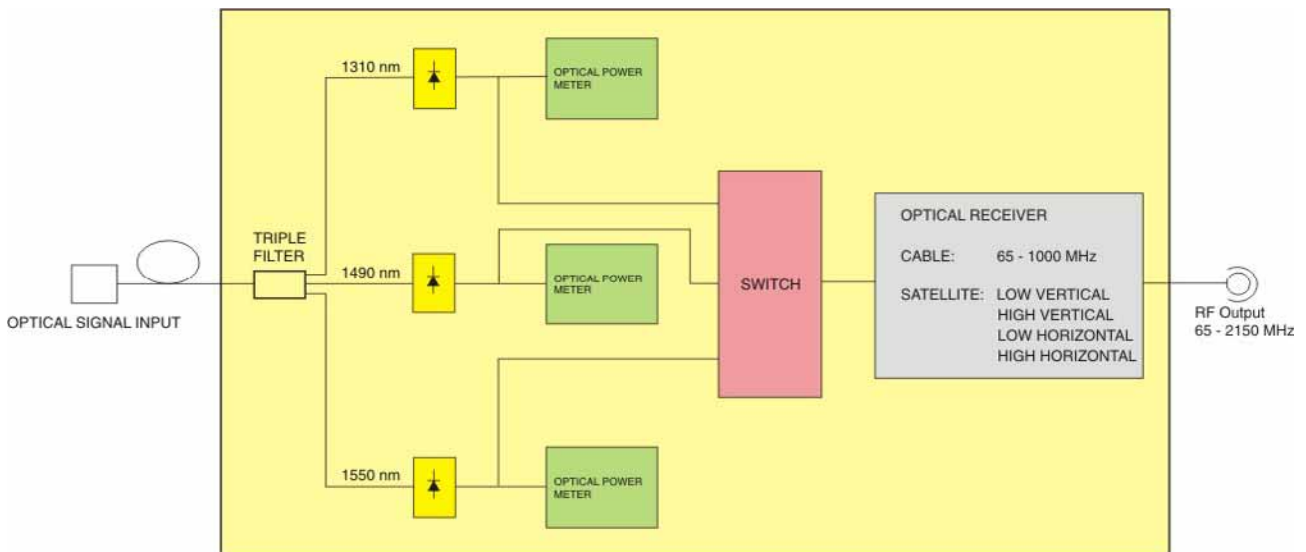 1310 nm
OPTICAL POWER
METER
TRIPLE
FILTER
1490 nm
OPTICAL POWER
METER
OPTICAL SIGNAL INPUT
SWITCH
OPTICAL RECEIVER
CABLE: 65 - 1000 MHz
SATELLITE: LOW VERTICAL
HIGH VERTICAL
LOW HORIZONTAL
HIGH HORIZONTAL
RF Output
65 - 2150 MHz
1550 nm
OPTICAL POWER
METER